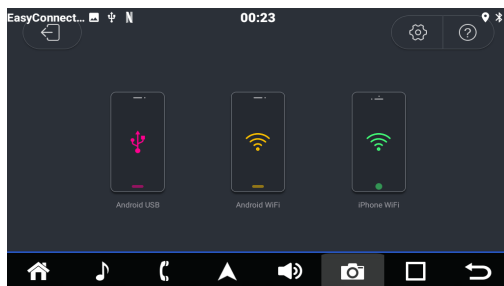 EasyConnect... 00:23
Android USB
Android WiFi
iPhone WiFi